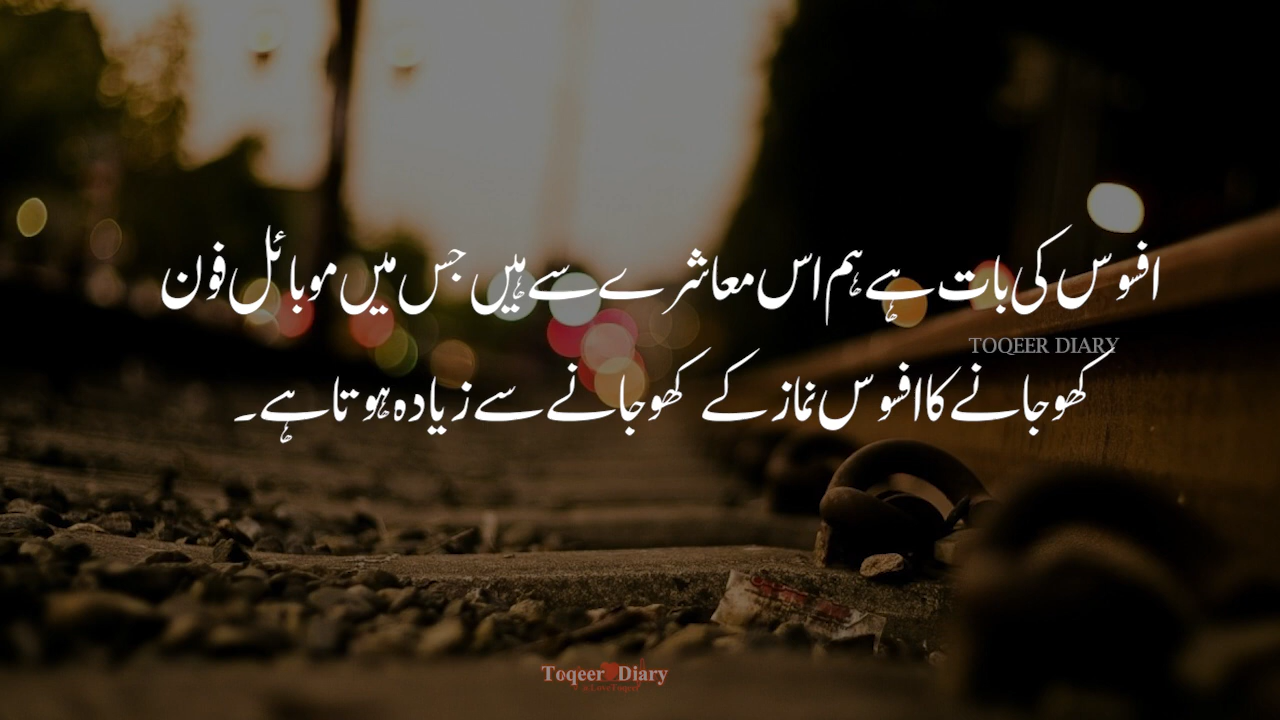 افسوس کی بات ہے ہم اس معاشرے سے ہیں جس میں موبائل فون
TOQEER DIARY
کھو جانے کا افسوس نماز کے کھو جانے سے زیادہ ہوتا ہے۔
Toqeer Diary